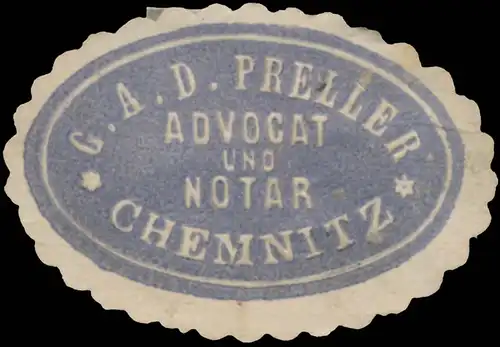 G. A. D. PRELLER
ADVOCAT
UND
NOTAR
CHEMNITZ